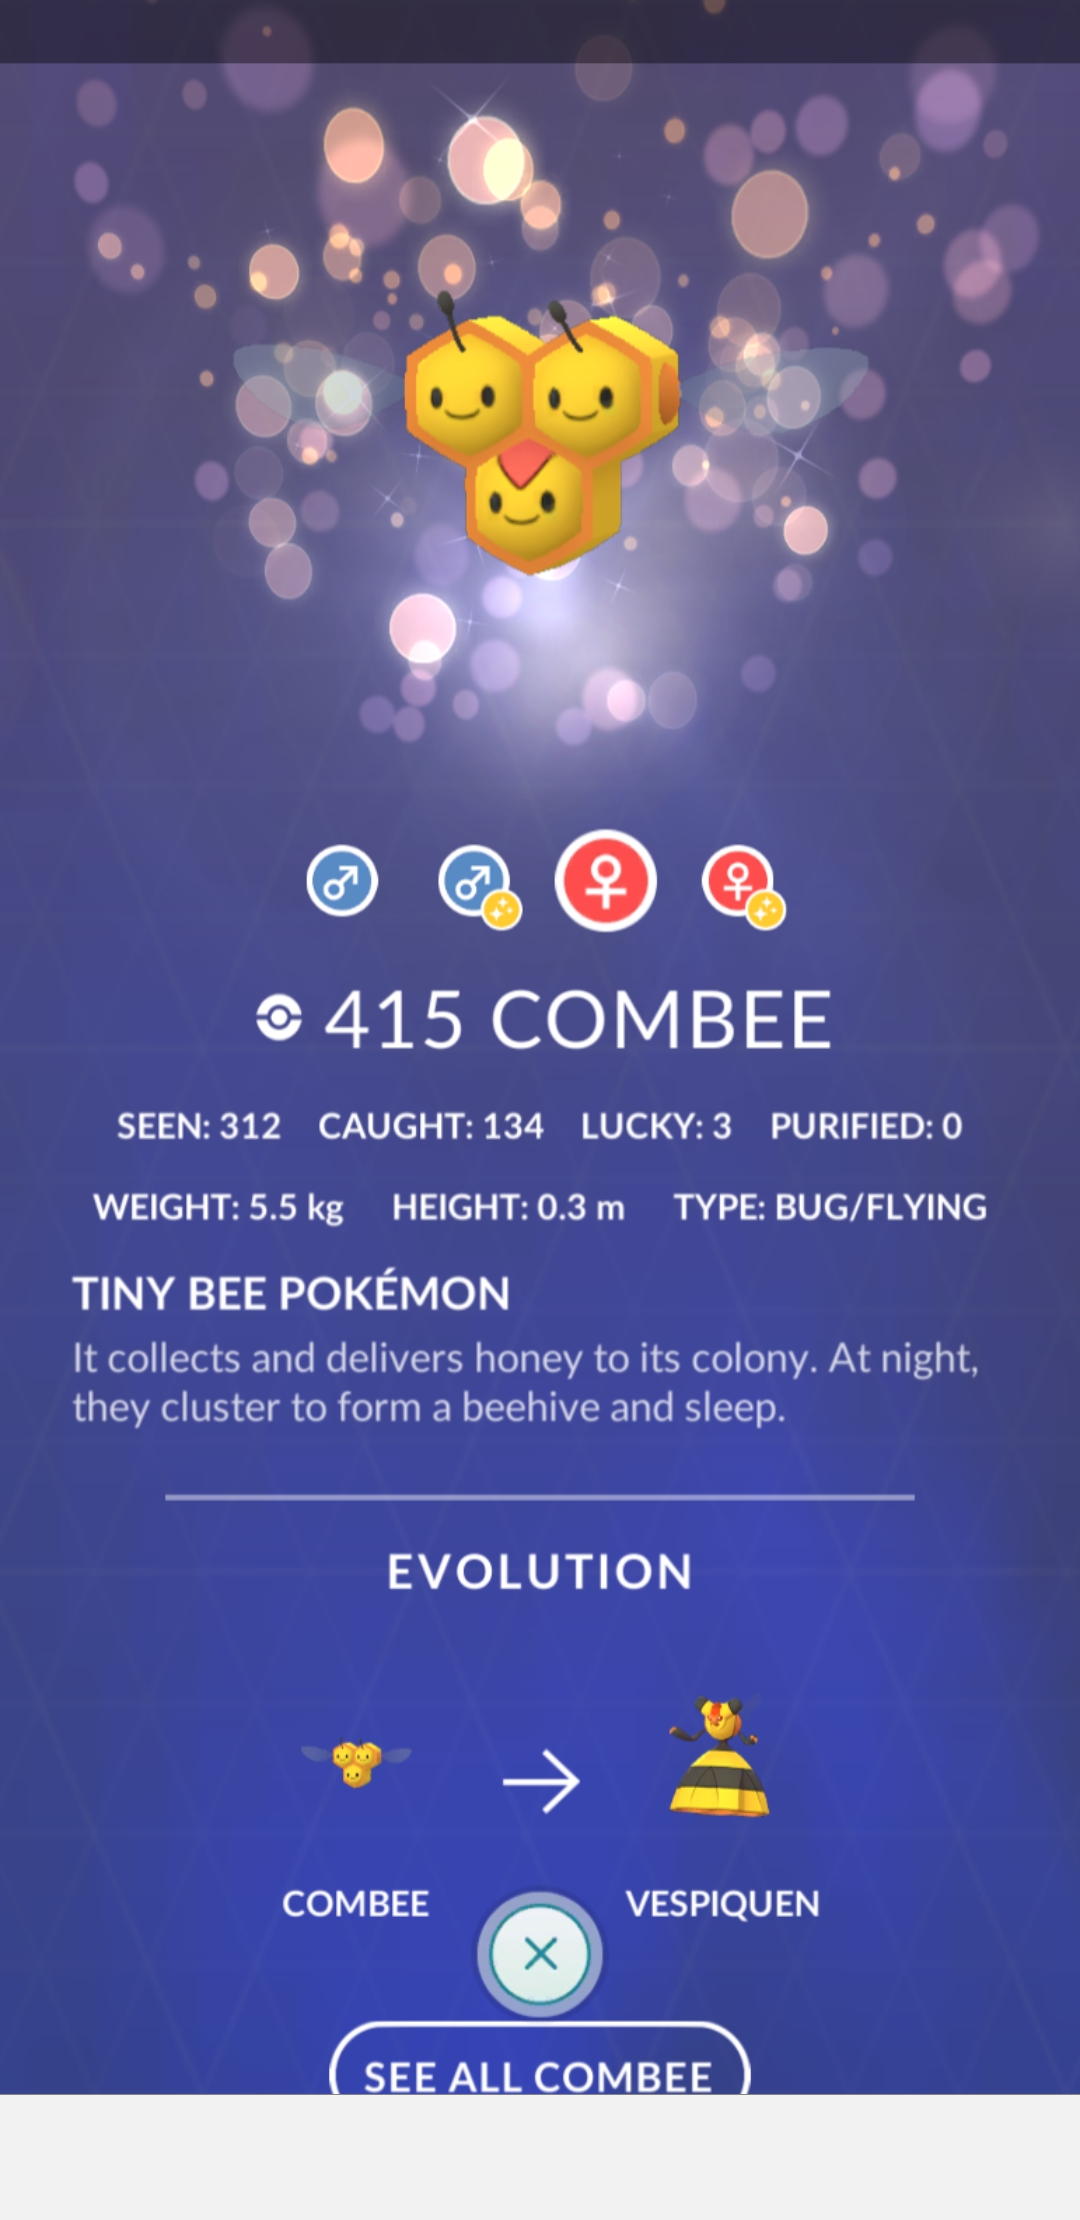 415 COMBEE
SEEN: 312 CAUGHT: 134 LUCKY: 3 PURIFIED: 0
WEIGHT: 5.5 kg HEIGHT: 0.3 m TYPE: BUG/FLYING
TINY BEE POKÉMON
It collects and delivers honey to its colony. At night,
they cluster to form a beehive and sleep.
EVOLUTION
COMBEE VESPIQUEN
SEE ALL COMBEE